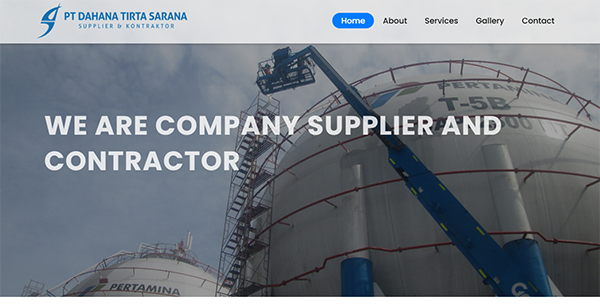 PT DAHANA TIRTA SARANA
SUPPLIER & KONTRAKTOR
Home
About
Services
Gallery
Contact
WE ARE COMPANY SUPPLIER AND
CONTRACTOR
PERTAMINA
T-5B
PERTAMINA